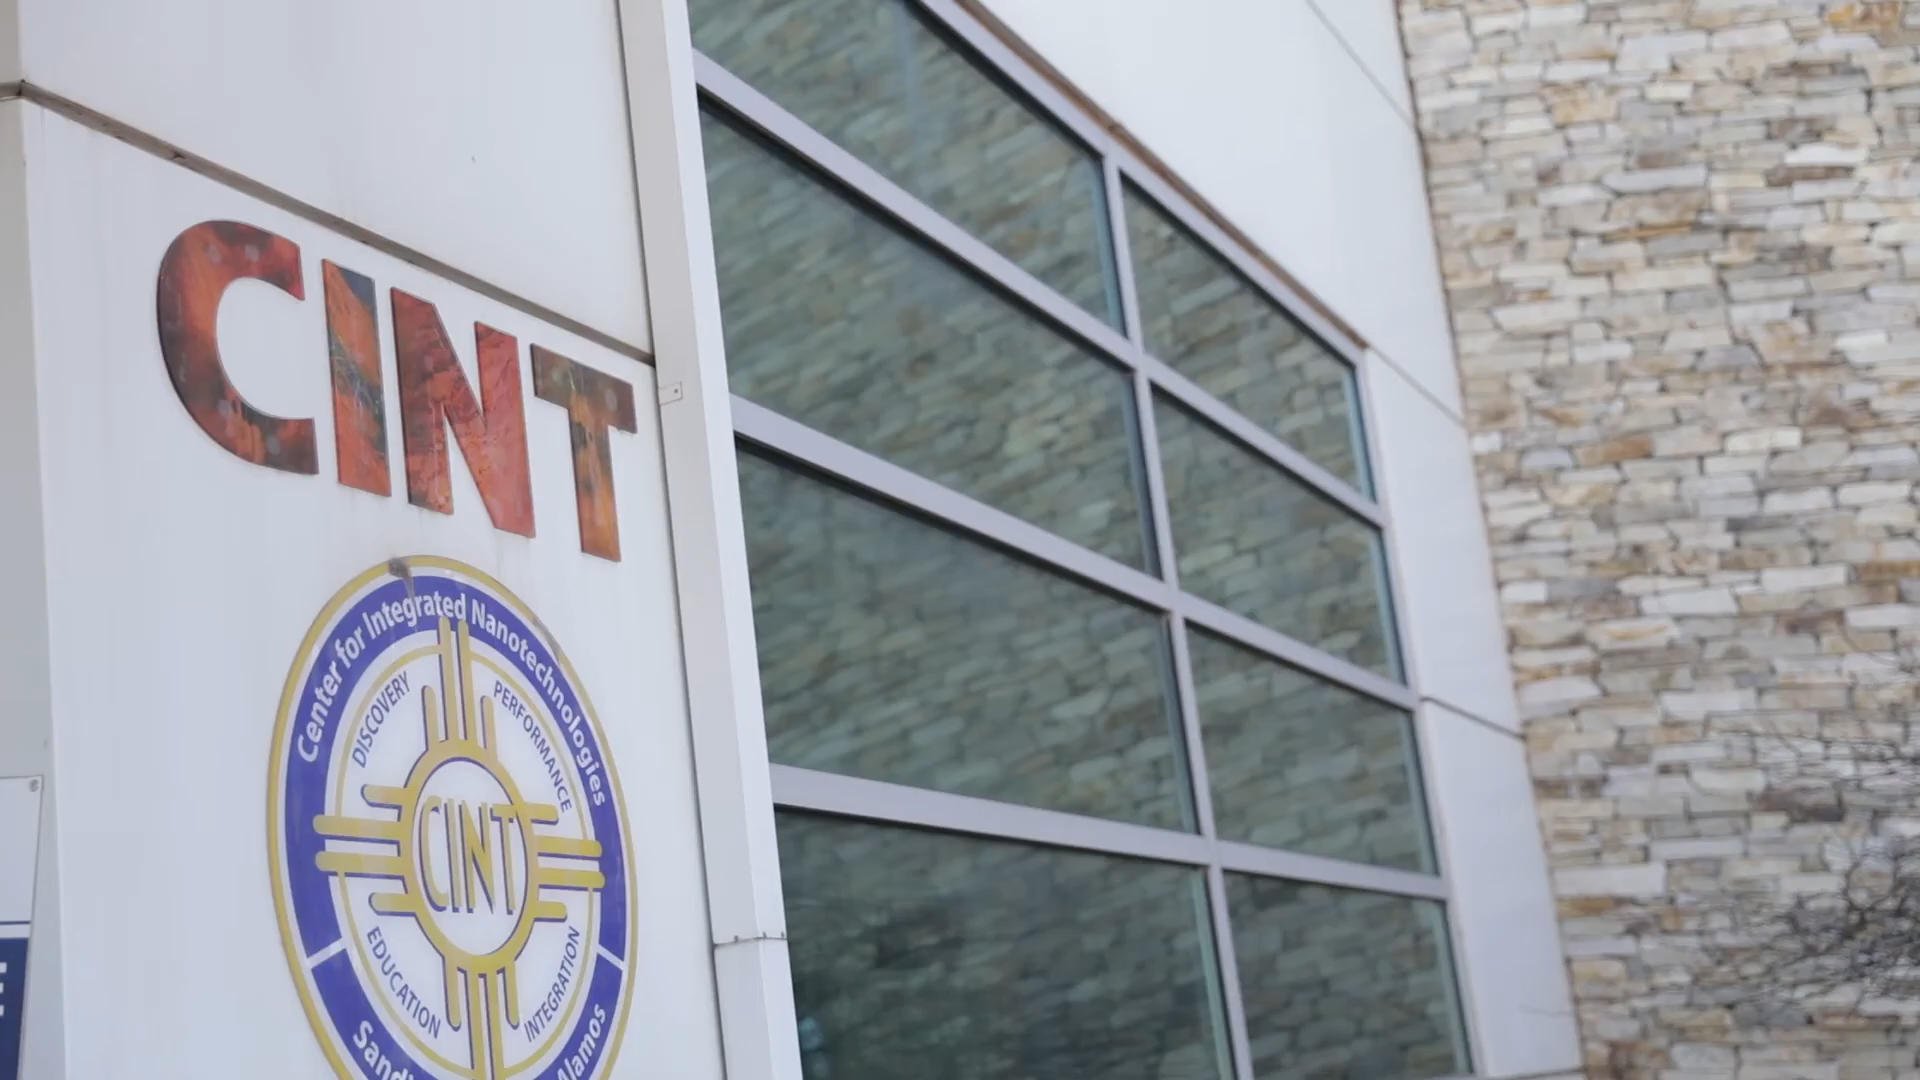 CINT
Center for Integrated Nanotechnologies
DISCOVERY
PERFORMANCE
CINT
EDUCATION
INTEGRATION
Alamos